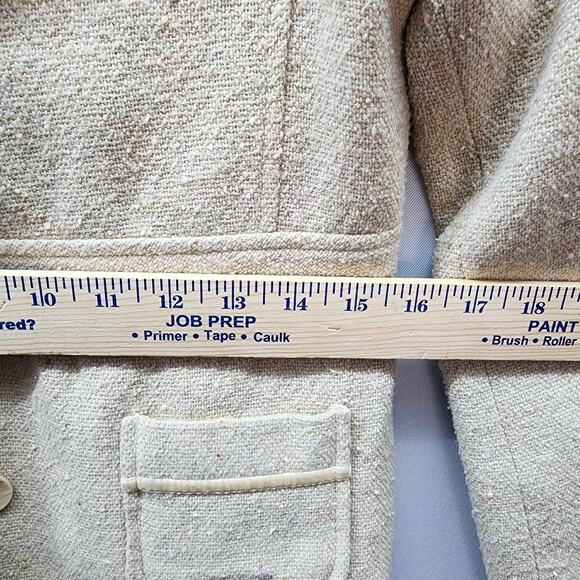 10 11 12 13 14 15 16 17 18
red? JOB PREP PAINT
• Primer • Tape • Caulk • Brush • Roller